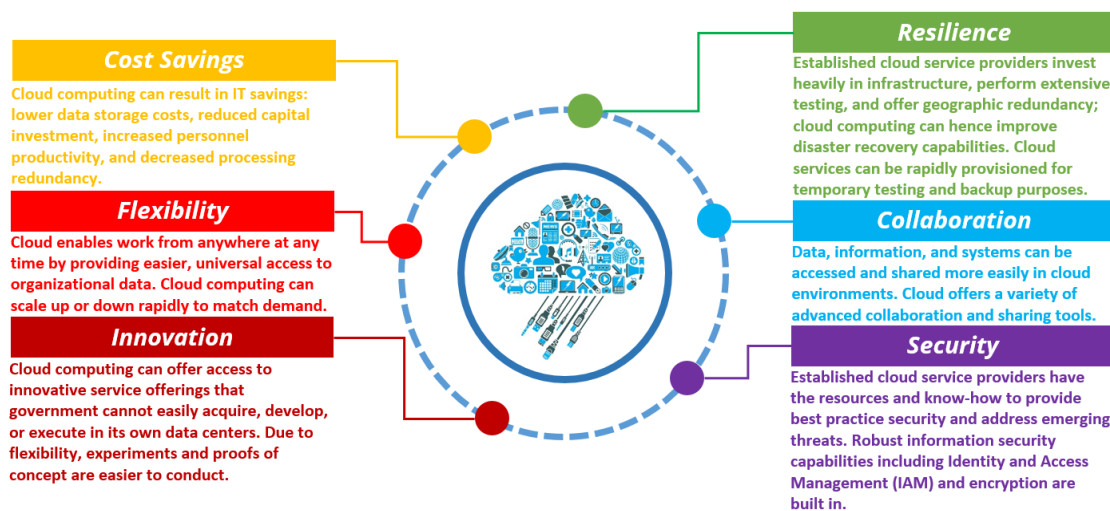 Cost Savings
Cloud computing can result in IT savings:
lower data storage costs, reduced capital
investment, increased personnel
productivity, and decreased processing
redundancy.
Flexibility
Cloud enables work from anywhere at any
time by providing easier, universal access to
organizational data. Cloud computing can
scale up or down rapidly to match demand.
Innovation
Cloud computing can offer access to
innovative service offerings that
government cannot easily acquire, develop,
or execute in its own data centers. Due to
flexibility, experiments and proofs of
concept are easier to conduct.
NEWS
Resilience
Established cloud service providers invest
heavily in infrastructure, perform extensive
testing, and offer geographic redundancy;
cloud computing can hence improve
disaster recovery capabilities. Cloud
services can be rapidly provisioned for
temporary testing and backup purposes.
Collaboration
Data, information, and systems can be
accessed and shared more easily in cloud
environments. Cloud offers a variety of
advanced collaboration and sharing tools.
Security
Established cloud service providers have
the resources and know-how to provide
best practice security and address emerging
threats. Robust information security
capabilities including Identity and Access
Management (IAM) and encryption are
built in.